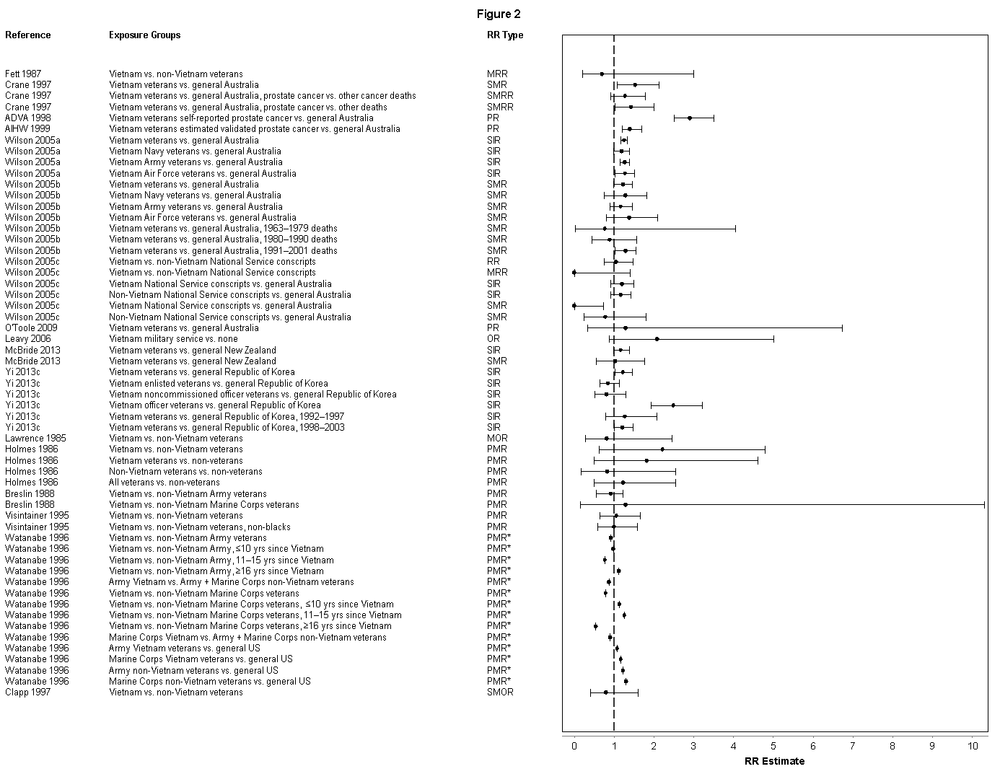 Figure 2
Reference Exposure Groups RR Type
Fett 1987 Vietnam vs. non-Vietnam veterans MRR
Crane 1997 Vietnam veterans vs. general Australia SMR
Crane 1997 Vietnam veterans vs. general Australia, prostate cancer vs. other cancer deaths SMRR
Crane 1997 Vietnam veterans vs. general Australia, prostate cancer vs. other deaths SMRR
ADVA 1998 Vietnam veterans self-reported prostate cancer vs. general Australia PR
AIHW 1999 Vietnam veterans estimated validated prostate cancer vs. general Australia PR
Wilson 2005a Vietnam veterans vs. general Australia SIR
Wilson 2005a Vietnam Navy veterans vs. general Australia SIR
Wilson 2005a Vietnam Army veterans vs. general Australia SIR
Wilson 2005a Vietnam Air Force veterans vs. general Australia SIR
Wilson 2005b Vietnam veterans vs. general Australia SMR
Wilson 2005b Vietnam Navy veterans vs. general Australia SMR
Wilson 2005b Vietnam Army veterans vs. general Australia SMR
Wilson 2005b Vietnam Air Force veterans vs. general Australia SMR
Wilson 2005b Vietnam veterans vs. general Australia, 1963–1979 deaths SMR
Wilson 2005b Vietnam veterans vs. general Australia, 1980–1990 deaths SMR
Wilson 2005b Vietnam veterans vs. general Australia, 1991–2001 deaths SMR
Wilson 2005c Vietnam vs. non-Vietnam National Service conscripts RR
Wilson 2005c Vietnam vs. non-Vietnam National Service conscripts MRR
Wilson 2005c Vietnam National Service conscripts vs. general Australia SIR
Wilson 2005c Non-Vietnam National Service conscripts vs. general Australia SIR
Wilson 2005c Vietnam National Service conscripts vs. general Australia SMR
Wilson 2005c Non-Vietnam National Service conscripts vs. general Australia SMR
O'Toole 2009 Vietnam veterans vs. general Australia PR
Leavy 2006 Vietnam military service vs. none OR
McBride 2013 Vietnam veterans vs. general New Zealand SIR
McBride 2013 Vietnam veterans vs. general New Zealand SMR
Yi 2013c Vietnam veterans vs. general Republic of Korea SIR
Yi 2013c Vietnam enlisted veterans vs. general Republic of Korea SIR
Yi 2013c Vietnam noncommissioned officer veterans vs. general Republic of Korea SIR
Yi 2013c Vietnam officer veterans vs. general Republic of Korea SIR
Yi 2013c Vietnam veterans vs. general Republic of Korea, 1992–1997 SIR
Yi 2013c Vietnam veterans vs. general Republic of Korea, 1998–2003 SIR
Lawrence 1985 Vietnam vs. non-Vietnam veterans MOR
Holmes 1986 Vietnam vs. non-Vietnam veterans PMR
Holmes 1986 Vietnam veterans vs. non-veterans PMR
Holmes 1986 Non-Vietnam veterans vs. non-veterans PMR
Holmes 1986 All veterans vs. non-veterans PMR
Breslin 1988 Vietnam vs. non-Vietnam Army veterans PMR
Breslin 1988 Vietnam vs. non-Vietnam Marine Corps veterans PMR
Visintainer 1995 Vietnam vs. non-Vietnam veterans PMR
Visintainer 1995 Vietnam vs. non-Vietnam veterans, non-blacks PMR
Watanabe 1996 Vietnam vs. non-Vietnam Army veterans PMR*
Watanabe 1996 Vietnam vs. non-Vietnam Army, ≤10 yrs since Vietnam PMR*
Watanabe 1996 Vietnam vs. non-Vietnam Army, 11–15 yrs since Vietnam PMR*
Watanabe 1996 Vietnam vs. non-Vietnam Army, ≥16 yrs since Vietnam PMR*
Watanabe 1996 Army Vietnam vs. Army + Marine Corps non-Vietnam veterans PMR*
Watanabe 1996 Vietnam vs. non-Vietnam Marine Corps veterans PMR*
Watanabe 1996 Vietnam vs. non-Vietnam Marine Corps veterans, ≤10 yrs since Vietnam PMR*
Watanabe 1996 Vietnam vs. non-Vietnam Marine Corps veterans, 11–15 yrs since Vietnam PMR*
Watanabe 1996 Vietnam vs. non-Vietnam Marine Corps veterans, ≥16 yrs since Vietnam PMR*
Watanabe 1996 Marine Corps Vietnam vs. Army + Marine Corps non-Vietnam veterans PMR*
Watanabe 1996 Army Vietnam veterans vs. general US PMR*
Watanabe 1996 Marine Corps Vietnam veterans vs. general US PMR*
Watanabe 1996 Army non-Vietnam veterans vs. general US PMR*
Watanabe 1996 Marine Corps non-Vietnam veterans vs. general US PMR*
Clapp 1997 Vietnam vs. non-Vietnam veterans SMOR
0 1 2 3 4 5 6 7 8 9 10
RR Estimate